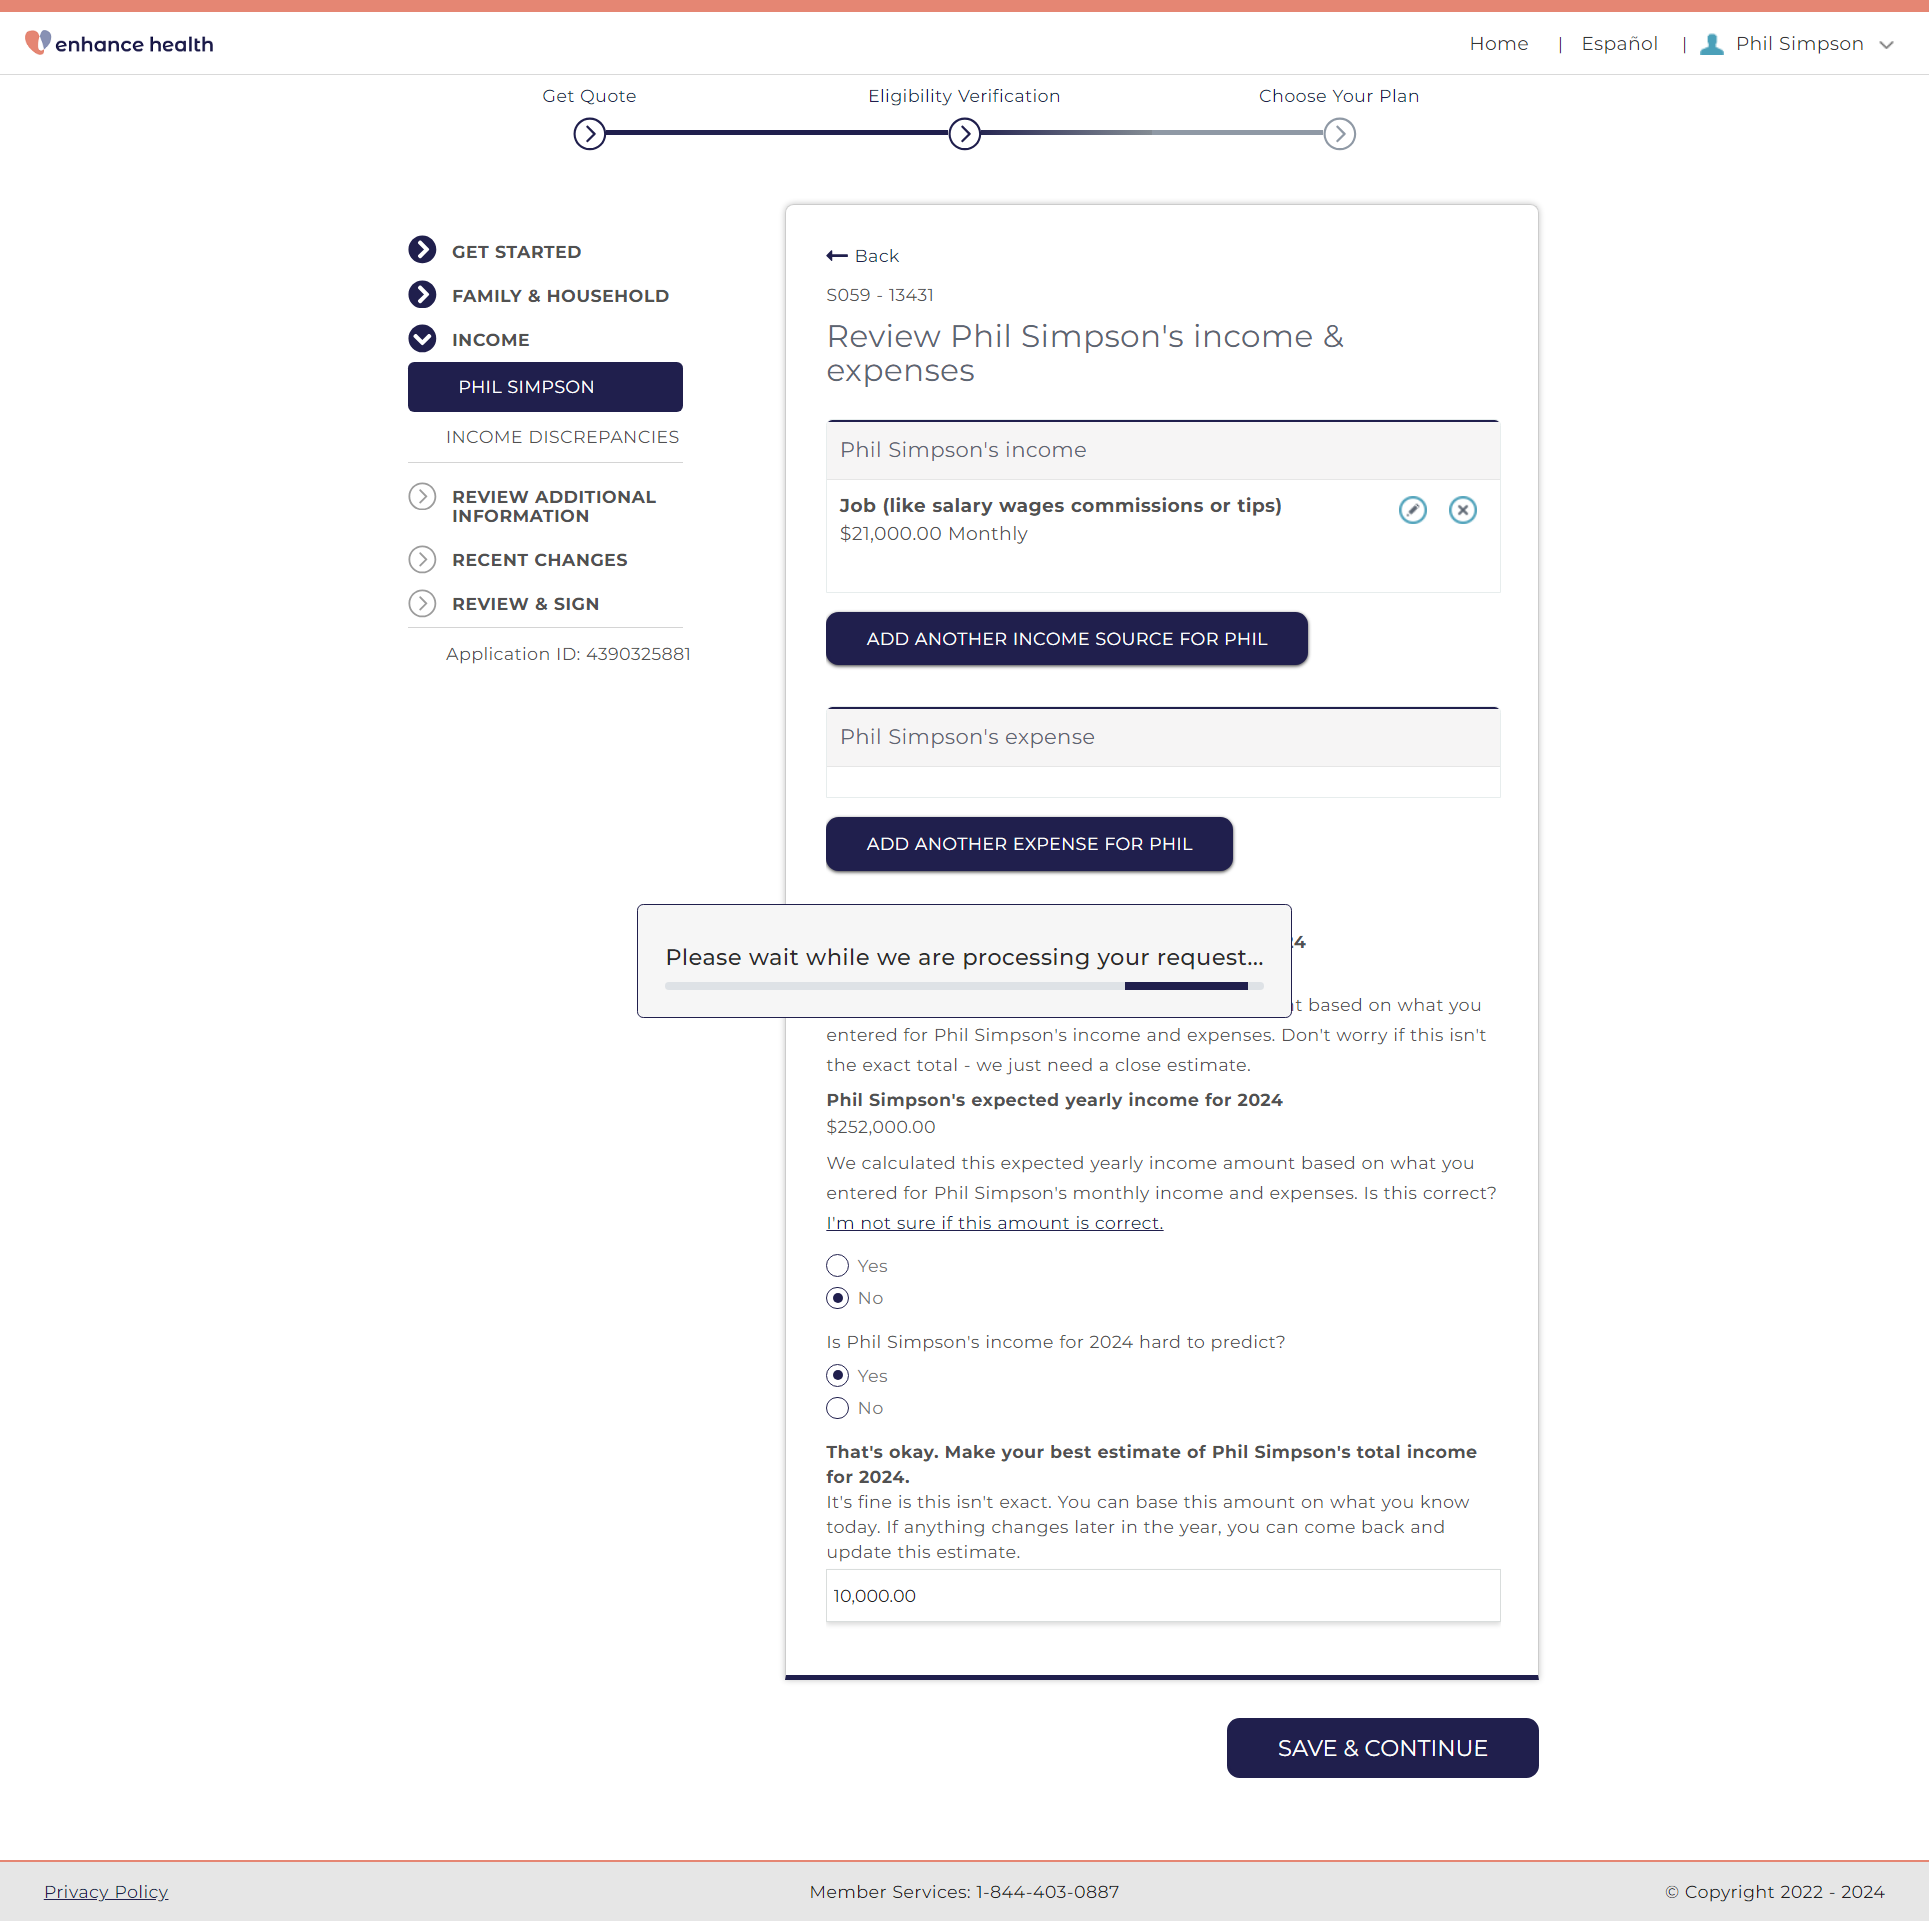 enhance health
Home | Español | Phil Simpson
Get Quote
Eligibility Verification
Choose Your Plan
GET STARTED
FAMILY & HOUSEHOLD
INCOME
PHIL SIMPSON
INCOME DISCREPANCIES
REVIEW ADDITIONAL
INFORMATION
RECENT CHANGES
REVIEW & SIGN
Application ID: 4390325881
Back
S059 - 13431
Review Phil Simpson's income &
expenses
Phil Simpson's income
Job (like salary wages commissions or tips)
$21,000.00 Monthly
ADD ANOTHER INCOME SOURCE FOR PHIL
Phil Simpson's expense
ADD ANOTHER EXPENSE FOR PHIL
Please wait while we are processing your request...
based on what you
entered for Phil Simpson's income and expenses. Don't worry if this isn't
the exact total - we just need a close estimate.
Phil Simpson's expected yearly income for 2024
$252,000.00
We calculated this expected yearly income amount based on what you
entered for Phil Simpson's monthly income and expenses. Is this correct?
I'm not sure if this amount is correct.
Yes
No
Is Phil Simpson's income for 2024 hard to predict?
Yes
No
That's okay. Make your best estimate of Phil Simpson's total income
for 2024.
It's fine is this isn't exact. You can base this amount on what you know
today. If anything changes later in the year, you can come back and
update this estimate.
10,000.00
SAVE & CONTINUE
Privacy Policy
Member Services: 1-844-403-0887
© Copyright 2022 - 2024